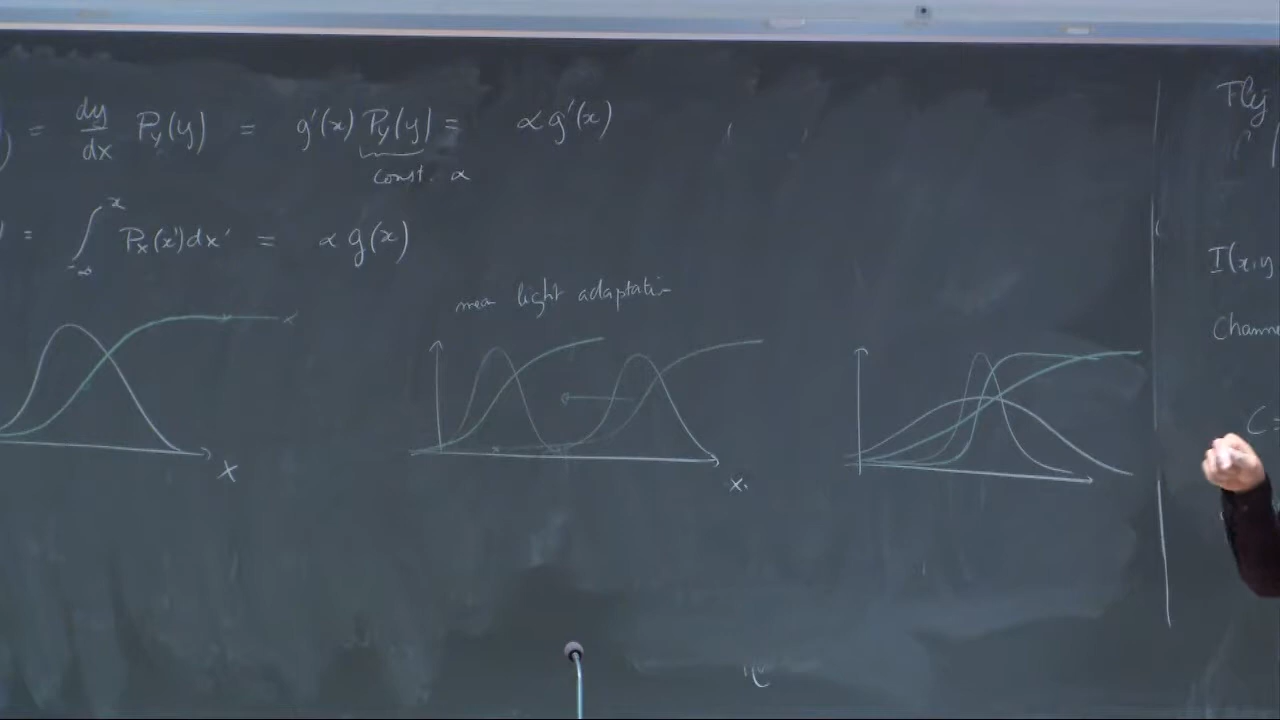 ) = dy/dx P_y(y) = g'(x) P_y(y) = α g'(x)
const. α
) = ∫_{-∞}^{x} P_x(x')dx' = α g(x)
mean light adaptation
x
x.
I(x,y
Channe
C =